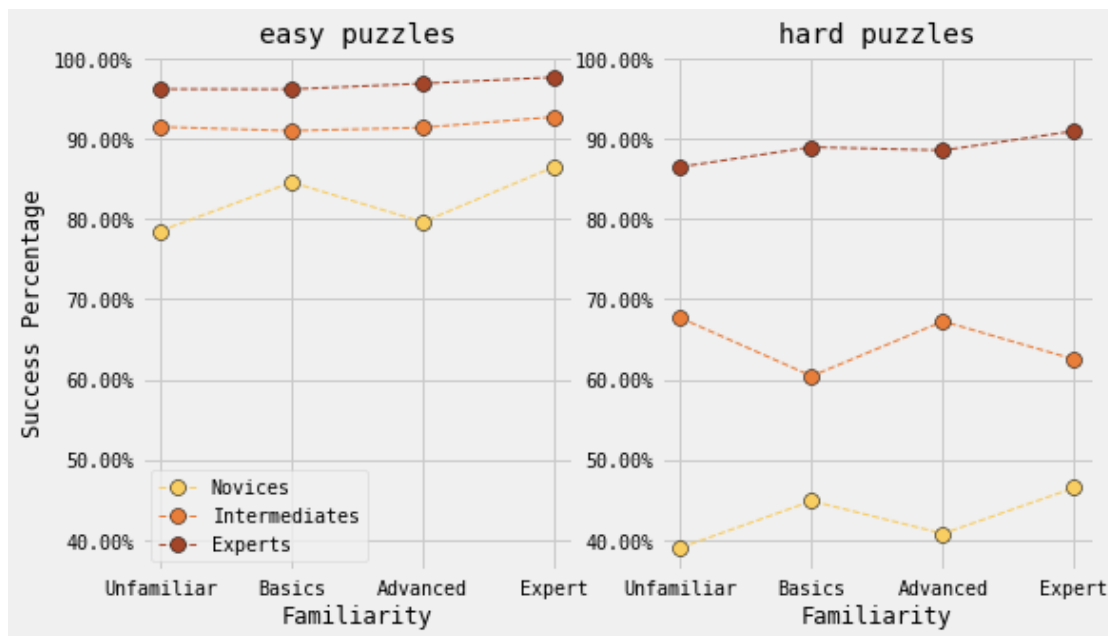 easy puzzles
hard puzzles
100.00%
90.00%
80.00%
70.00%
60.00%
50.00%
40.00%
100.00%
90.00%
80.00%
70.00%
60.00%
50.00%
40.00%
Success Percentage
Novices
Intermediates
Experts
Unfamiliar Basics Advanced Expert
Familiarity
Unfamiliar Basics Advanced Expert
Familiarity